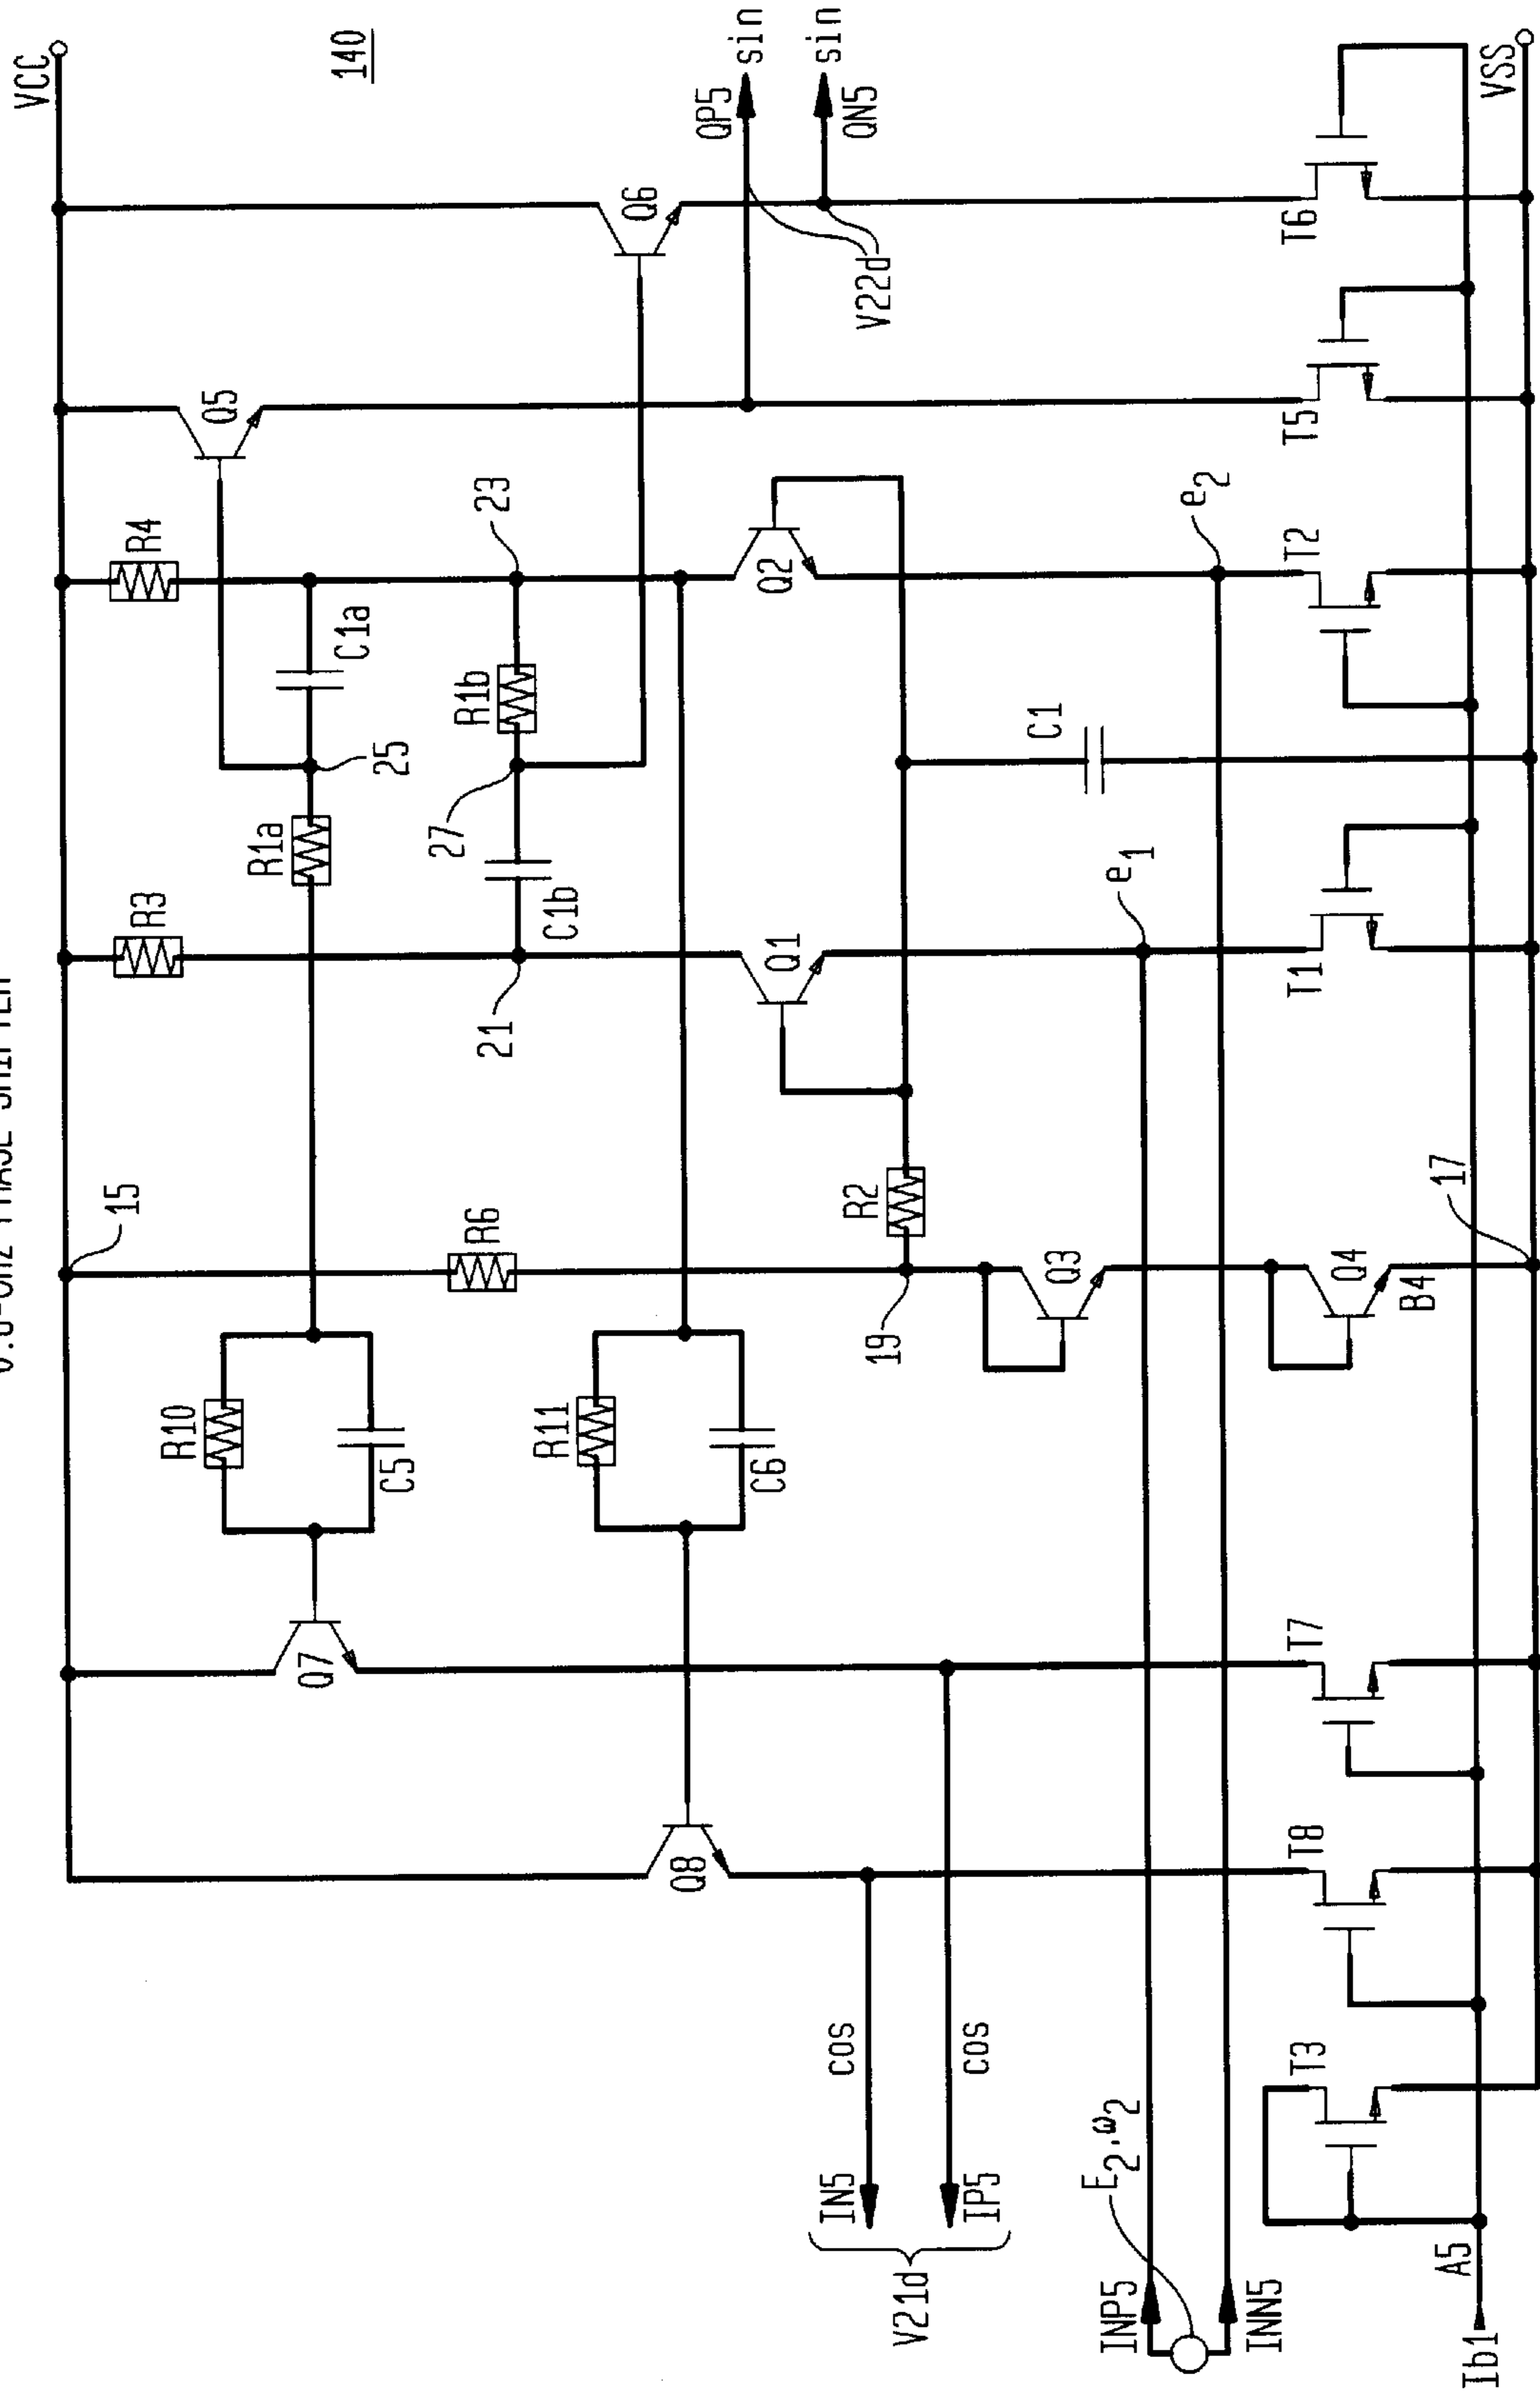 PHASE SHIFTER
VCC
15
R3
R4
140
R10
R1a
Q5
Q7
C5
25
C1a
R6
27
R1b
21
23
R11
C1b
Q6
Q8
C6
Q1
Q2
QP5
sin
IN5
cos
19
R2
QN5
sin
V22d
V21d
IP5
cos
C1
Q3
INP5
E2,ω2
e1
e2
INN5
T3
T8
T7
Q4
T1
T2
T5
T6
B4
A5
17
Ib1
VSS